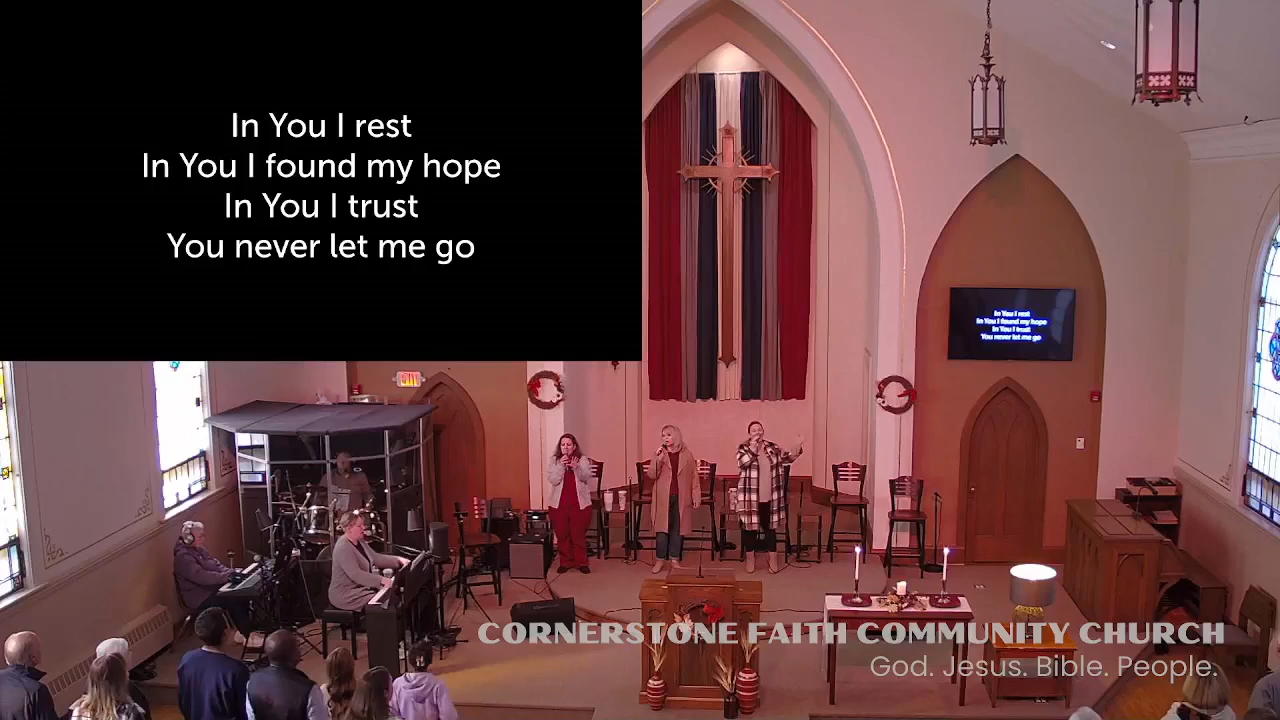 In You I rest
In You I found my hope
In You I trust
You never let me go
In You I rest
In You I found my hope
In You I trust
You never let me go
EXIT
CORNERSTONE FAITH COMMUNITY CHURCH
God. Jesus. Bible. People.